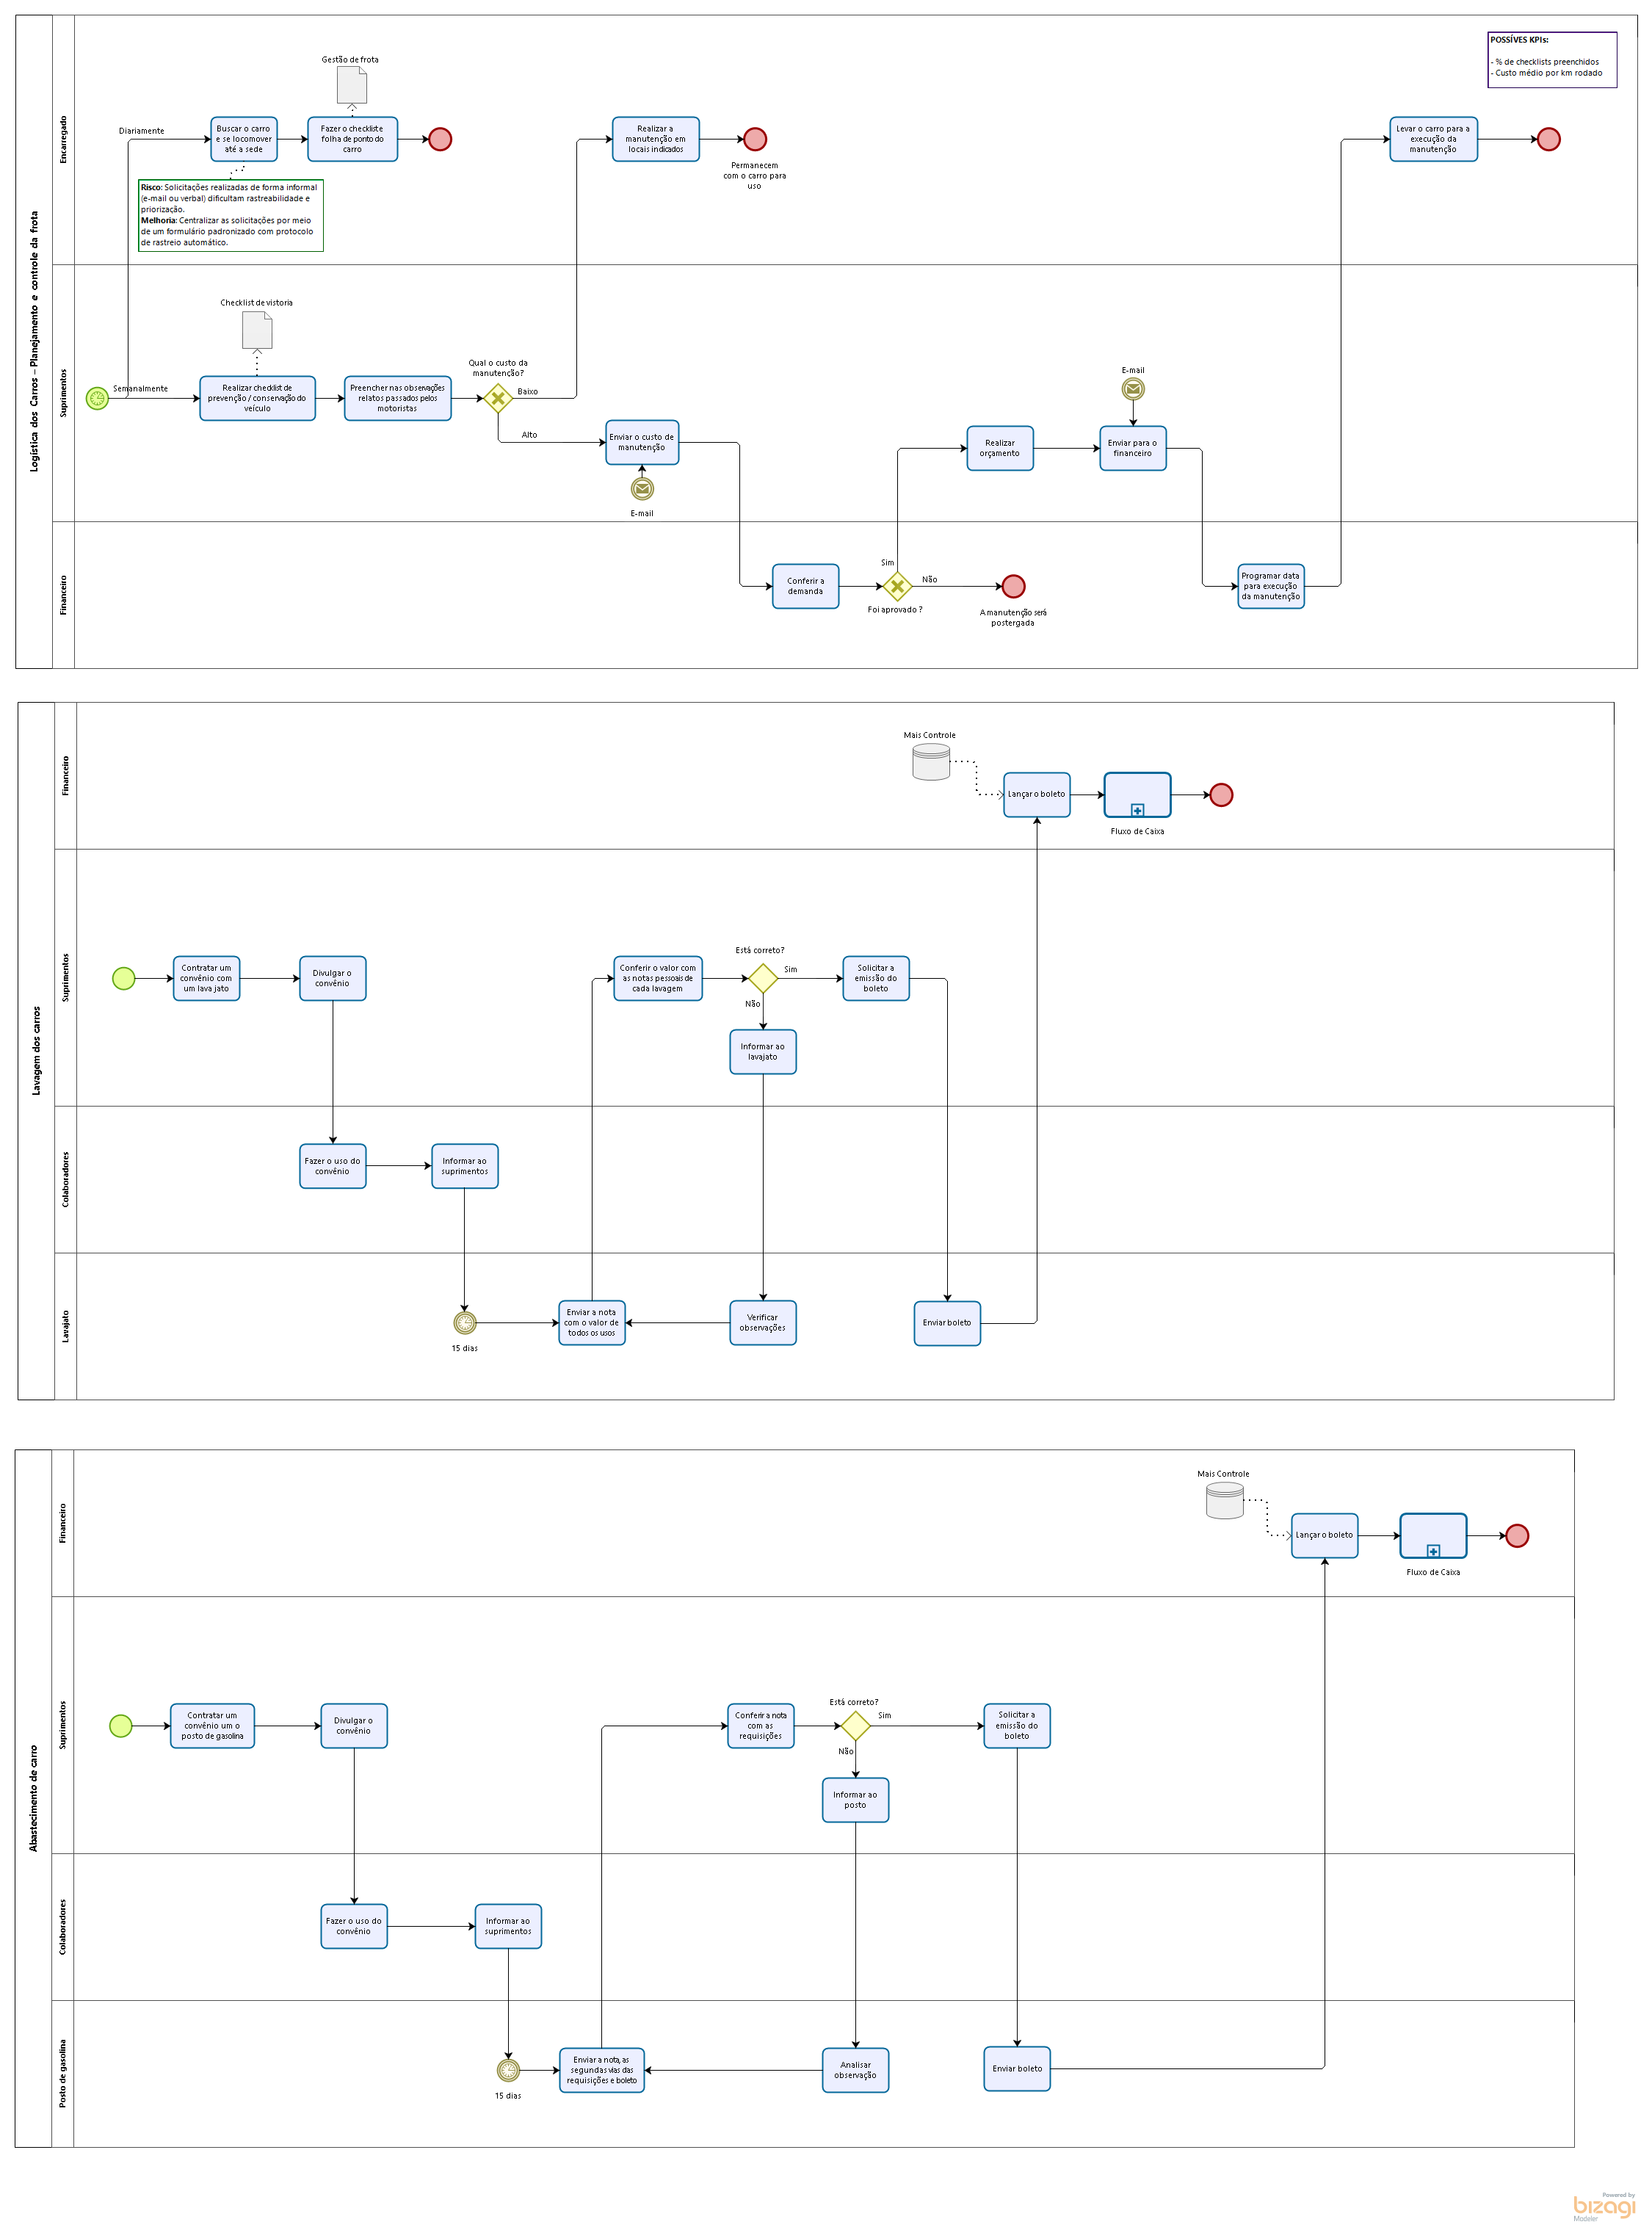 Logística dos Carros – Planejamento e controle da frota
Encarregado
Gestão de frota
POSSÍVES KPIs:
- % de checklists preenchidos
- Custo médio por km rodado
Diariamente
Buscar o carro
e se locomover
até a sede
Fazer o checkliste
folha de ponto do
carro
Realizar a
manutenção em
locais indicados
Permanecem
com o carro para
uso
Levar o carro para a
execução da
manutenção
Risco: Solicitações realizadas de forma informal
(e-mail ou verbal) dificultam rastreabilidade e
priorização.
Melhoria: Centralizar as solicitações por meio
de um formulário padronizado com protocolo
de rastreio automático.
Suprimentos
Checklist de vistoria
Semanalmente
Realizar checklist de
prevenção / conservação do
veículo
Preencher nas observações
relatos passados pelos
motoristas
Qual o custo da
manutenção?
Baixo
Alto
Enviar o custo de
manutenção
E-mail
Realizar
orçamento
E-mail
Enviar para o
financeiro
Financeiro
Conferir a
demanda
Sim
Não
Foi aprovado ?
A manutenção será
postergada
Programar data
para execução
da manutenção
Lavagem dos carros
Financeiro
Mais Controle
Lançar o boleto
Fluxo de Caixa
Suprimentos
Contratar um
convênio com
um lava jato
Divulgar o
convênio
Conferir o valor com
as notas pessoais de
cada lavagem
Está correto?
Sim
Não
Solicitar a
emissão do
boleto
Informar ao
lavajato
Colaboradores
Fazer o uso do
convênio
Informar ao
suprimentos
Lavajato
15 dias
Enviar a nota
com o valor de
todos os usos
Verificar
observações
Enviar boleto
Abastecimento de carro
Financeiro
Mais Controle
Lançar o boleto
Fluxo de Caixa
Suprimentos
Contratar um
convênio um o
posto de gasolina
Divulgar o
convênio
Conferir a nota
com as
requisições
Está correto?
Sim
Não
Solicitar a
emissão do
boleto
Informar ao
posto
Colaboradores
Fazer o uso do
convênio
Informar ao
suprimentos
Posto de gasolina
15 dias
Enviar a nota, as
segundas vias das
requisições e boleto
Analisar
observação
Enviar boleto
Powered by
bizagi
Modeler